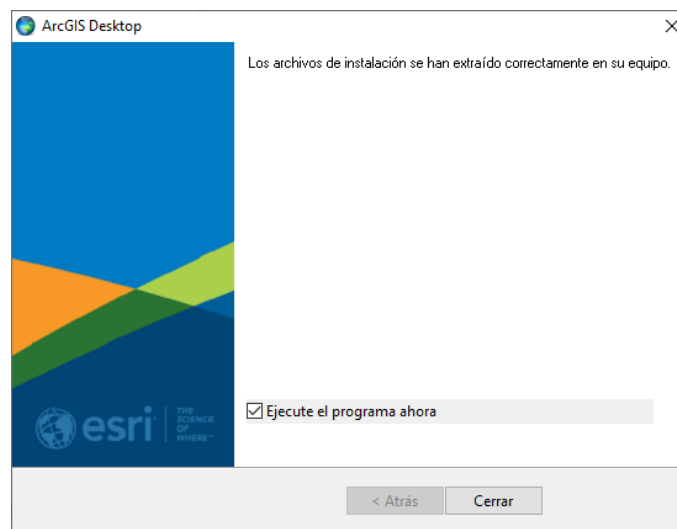 ArcGIS Desktop
Los archivos de instalación se han extraído correctamente en su equipo.
Ejecute el programa ahora
esri
THE
SCIENCE
OF
WHERE™
< Atrás
Cerrar